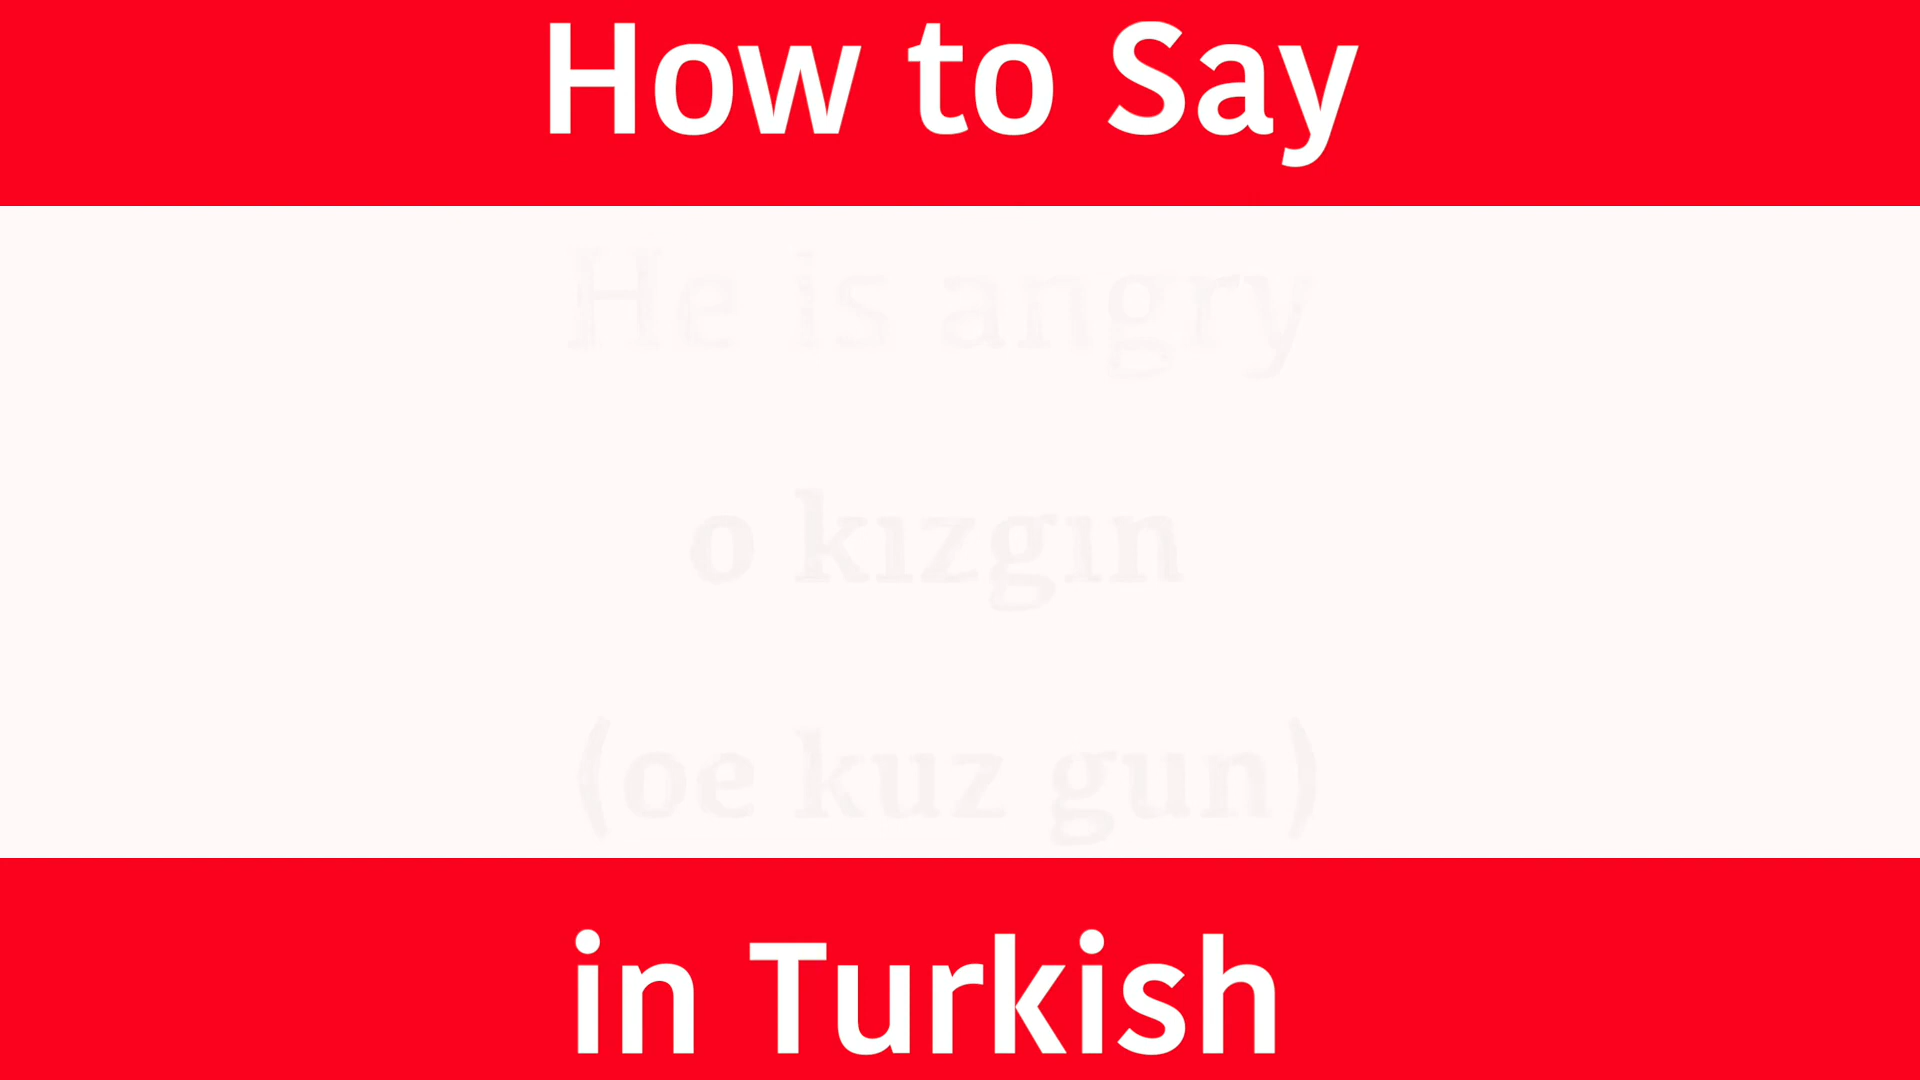 How to Say
He is angry
o kızgın
(oe kuz gun)
in Turkish